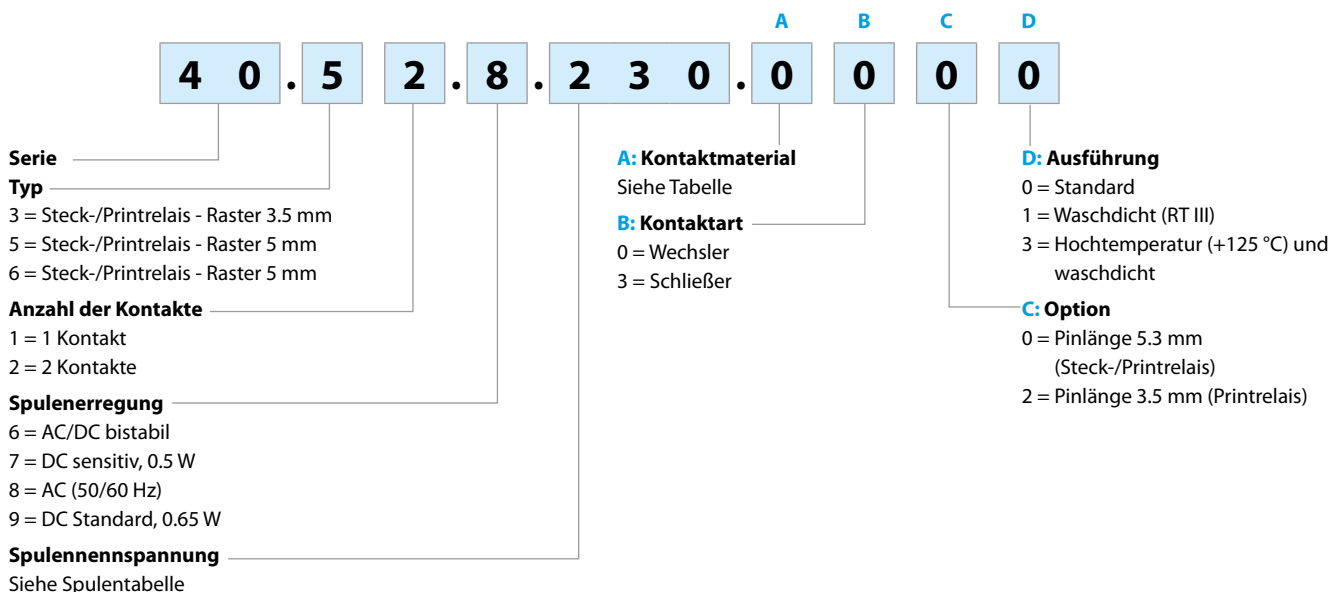 A B C D
4 0 . 5 2 . 8 . 2 3 0 . 0 0 0 0
Serie
Typ
3 = Steck-/Printrelais - Raster 3.5 mm
5 = Steck-/Printrelais - Raster 5 mm
6 = Steck-/Printrelais - Raster 5 mm
Anzahl der Kontakte
1 = 1 Kontakt
2 = 2 Kontakte
Spulenerregung
6 = AC/DC bistabil
7 = DC sensitiv, 0.5 W
8 = AC (50/60 Hz)
9 = DC Standard, 0.65 W
Spulennennspannung
Siehe Spulentabelle
A: Kontaktmaterial
Siehe Tabelle
B: Kontaktart
0 = Wechsler
3 = Schließer
D: Ausführung
0 = Standard
1 = Waschdicht (RT III)
3 = Hochtemperatur (+125 °C) und
waschdicht
C: Option
0 = Pinlänge 5.3 mm
(Steck-/Printrelais)
2 = Pinlänge 3.5 mm (Printrelais)